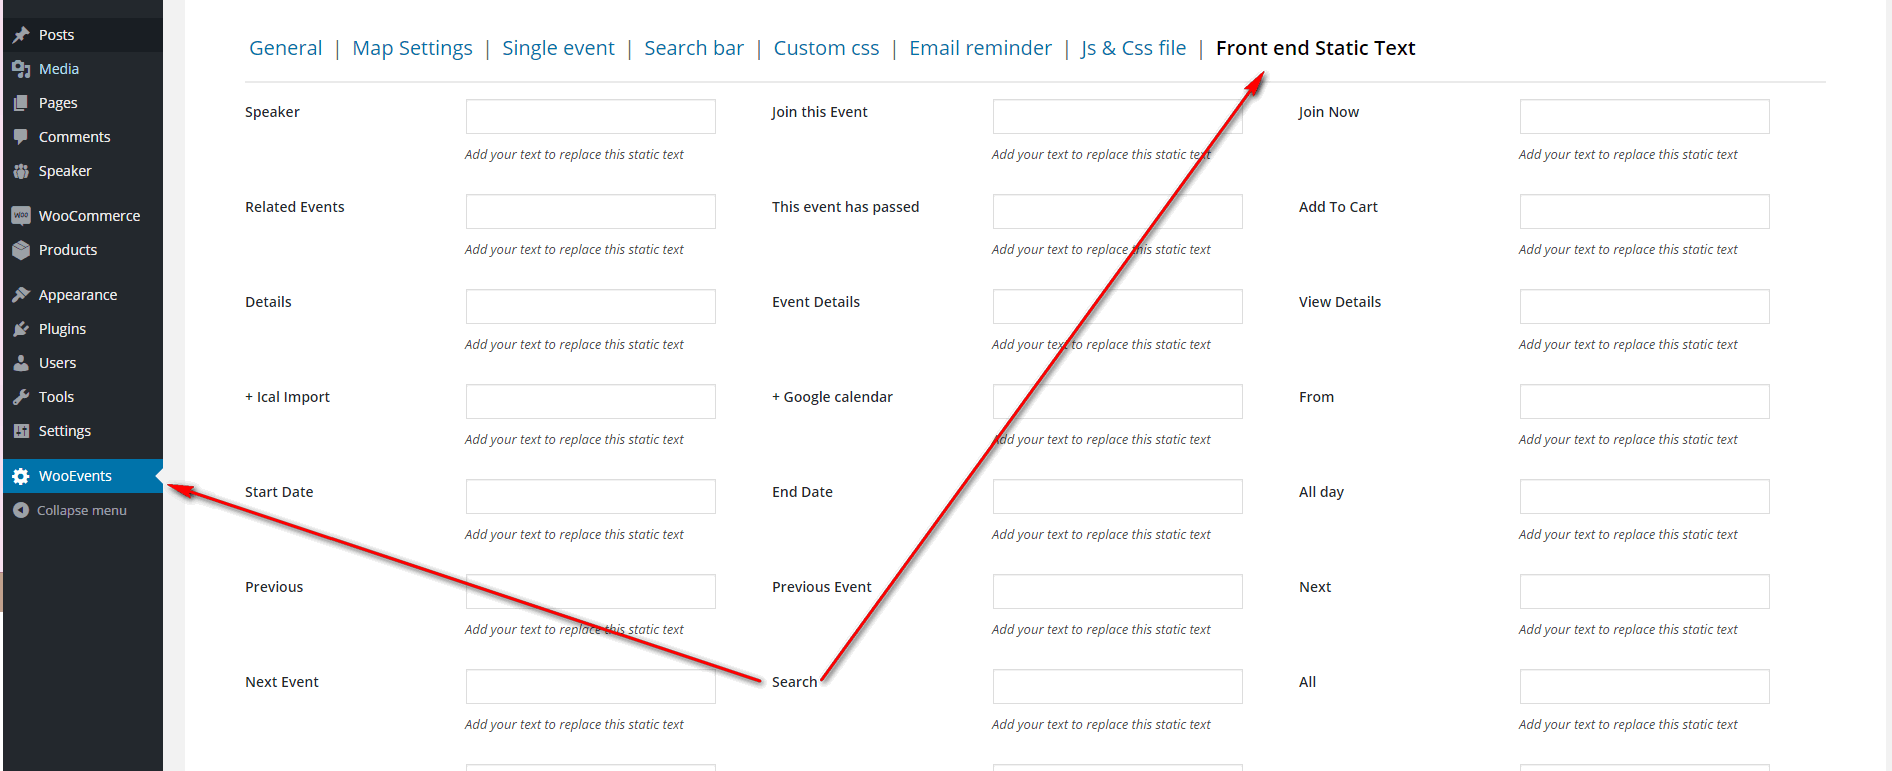 Posts
Media
Pages
Comments
Speaker
WOO WooCommerce
Products
Appearance
Plugins
Users
Tools
Settings
WooEvents
Collapse menu
General | Map Settings | Single event | Search bar | Custom css | Email reminder | Js & Css file | Front end Static Text
Speaker Join this Event Join Now
Add your text to replace this static text Add your text to replace this static text Add your text to replace this static text
Related Events This event has passed Add To Cart
Add your text to replace this static text Add your text to replace this static text Add your text to replace this static text
Details Event Details View Details
Add your text to replace this static text Add your text to replace this static text Add your text to replace this static text
+ Ical Import + Google calendar From
Add your text to replace this static text Add your text to replace this static text Add your text to replace this static text
Start Date End Date All day
Add your text to replace this static text Add your text to replace this static text Add your text to replace this static text
Previous Previous Event Next
Add your text to replace this static text Add your text to replace this static text Add your text to replace this static text
Next Event Search All
Add your text to replace this static text Add your text to replace this static text Add your text to replace this static text